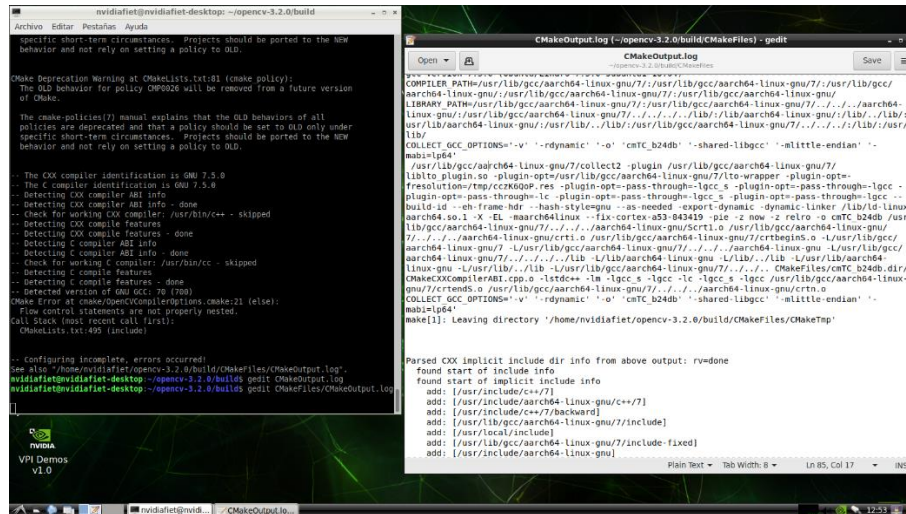 nvidiafiet@nvidiafiet-desktop: ~/opencv-3.2.0/build
Archivo Editar Pestañas Ayuda
specific short-term circumstances. Projects should be ported to the NEW
behavior and not rely on setting a policy to OLD.
CMake Deprecation Warning at CMakeLists.txt:81 (cmake_policy):
The OLD behavior for policy CMP0026 will be removed from a future version
of CMake.
The cmake-policies(7) manual explains that the OLD behaviors of all
policies are deprecated and that a policy should be set to OLD only under
specific short-term circumstances. Projects should be ported to the NEW
behavior and not rely on setting a policy to OLD.
-- The CXX compiler identification is GNU 7.5.0
-- The C compiler identification is GNU 7.5.0
-- Detecting CXX compiler ABI info
-- Detecting CXX compiler ABI info - done
-- Check for working CXX compiler: /usr/bin/c++ - skipped
-- Detecting CXX compile features
-- Detecting CXX compile features - done
-- Detecting C compiler ABI info
-- Detecting C compiler ABI info - done
-- Check for working C compiler: /usr/bin/cc - skipped
-- Detecting C compile features
-- Detecting C compile features - done
-- Detected version of GNU GCC: 70 (700)
CMake Error at cmake/OpenCVCompilerOptions.cmake:21 (else):
Flow control statements are not properly nested.
Call Stack (most recent call first):
CMakeLists.txt:495 (include)
-- Configuring incomplete, errors occurred!
See also "/home/nvidiafiet/opencv-3.2.0/build/CMakeFiles/CMakeOutput.log".
nvidiafiet@nvidiafiet-desktop:~/opencv-3.2.0/build$ gedit CMakeOutput.log
nvidiafiet@nvidiafiet-desktop:~/opencv-3.2.0/build$ gedit CMakeFiles/CMakeOutput.log
CMakeOutput.log (~/opencv-3.2.0/build/CMakeFiles) - gedit
Open
CMakeOutput.log
~/opencv-3.2.0/build/CMakeFiles
Save
COMPILER_PATH=/usr/lib/gcc/aarch64-linux-gnu/7/:/usr/lib/gcc/aarch64-linux-gnu/7/:/usr/lib/gcc/
aarch64-linux-gnu/:/usr/lib/gcc/aarch64-linux-gnu/7/:/usr/lib/gcc/aarch64-linux-gnu/
LIBRARY_PATH=/usr/lib/gcc/aarch64-linux-gnu/7/:/usr/lib/gcc/aarch64-linux-gnu/7/../../../aarch64-
linux-gnu/:/usr/lib/gcc/aarch64-linux-gnu/7/../../../../lib/:/lib/aarch64-linux-gnu/:/lib/../lib/:/
usr/lib/aarch64-linux-gnu/:/usr/lib/../lib/:/usr/lib/gcc/aarch64-linux-gnu/7/../../../:/lib/:/usr/
lib/
COLLECT_GCC_OPTIONS='-v' '-rdynamic' '-o' 'cmTC_b24db' '-shared-libgcc' '-mlittle-endian' '-
mabi=lp64'
/usr/lib/gcc/aarch64-linux-gnu/7/collect2 -plugin /usr/lib/gcc/aarch64-linux-gnu/7/
liblto_plugin.so -plugin-opt=/usr/lib/gcc/aarch64-linux-gnu/7/lto-wrapper -plugin-opt=-
fresolution=/tmp/cczK6QoP.res -plugin-opt=-pass-through=-lgcc_s -plugin-opt=-pass-through=-lgcc -
plugin-opt=-pass-through=-lc -plugin-opt=-pass-through=-lgcc_s -plugin-opt=-pass-through=-lgcc --
build-id --eh-frame-hdr --hash-style=gnu --as-needed -export-dynamic -dynamic-linker /lib/ld-linux-
aarch64.so.1 -X -EL -maarch64linux --fix-cortex-a53-843419 -pie -z now -z relro -o cmTC_b24db /usr/
lib/gcc/aarch64-linux-gnu/7/../../../aarch64-linux-gnu/Scrt1.o /usr/lib/gcc/aarch64-linux-gnu/
7/../../../aarch64-linux-gnu/crti.o /usr/lib/gcc/aarch64-linux-gnu/7/crtbeginS.o -L/usr/lib/gcc/
aarch64-linux-gnu/7 -L/usr/lib/gcc/aarch64-linux-gnu/7/../../../aarch64-linux-gnu -L/usr/lib/gcc/
aarch64-linux-gnu/7/../../../../lib -L/lib/aarch64-linux-gnu -L/lib/../lib -L/usr/lib/aarch64-
linux-gnu -L/usr/lib/../lib -L/usr/lib/gcc/aarch64-linux-gnu/7/../../.. CMakeFiles/cmTC_b24db.dir/
CMakeCXXCompilerABI.cpp.o -lstdc++ -lm -lgcc_s -lgcc -lc -lgcc_s -lgcc /usr/lib/gcc/aarch64-linux-
gnu/7/crtendS.o /usr/lib/gcc/aarch64-linux-gnu/7/../../../aarch64-linux-gnu/crtn.o
COLLECT_GCC_OPTIONS='-v' '-rdynamic' '-o' 'cmTC_b24db' '-shared-libgcc' '-mlittle-endian' '-
mabi=lp64'
make[1]: Leaving directory '/home/nvidiafiet/opencv-3.2.0/build/CMakeFiles/CMakeTmp'
Parsed CXX implicit include dir info from above output: rv=done
found start of include info
found start of implicit include info
add: [/usr/include/c++/7]
add: [/usr/include/aarch64-linux-gnu/c++/7]
add: [/usr/include/c++/7/backward]
add: [/usr/lib/gcc/aarch64-linux-gnu/7/include]
add: [/usr/local/include]
add: [/usr/lib/gcc/aarch64-linux-gnu/7/include-fixed]
add: [/usr/include/aarch64-linux-gnu]
Plain Text Tab Width: 8 Ln 85, Col 17 INS
NVIDIA
VPI Demos
v1.0
nvidiafiet@nvidi...
CMakeOutput.lo...
12:53